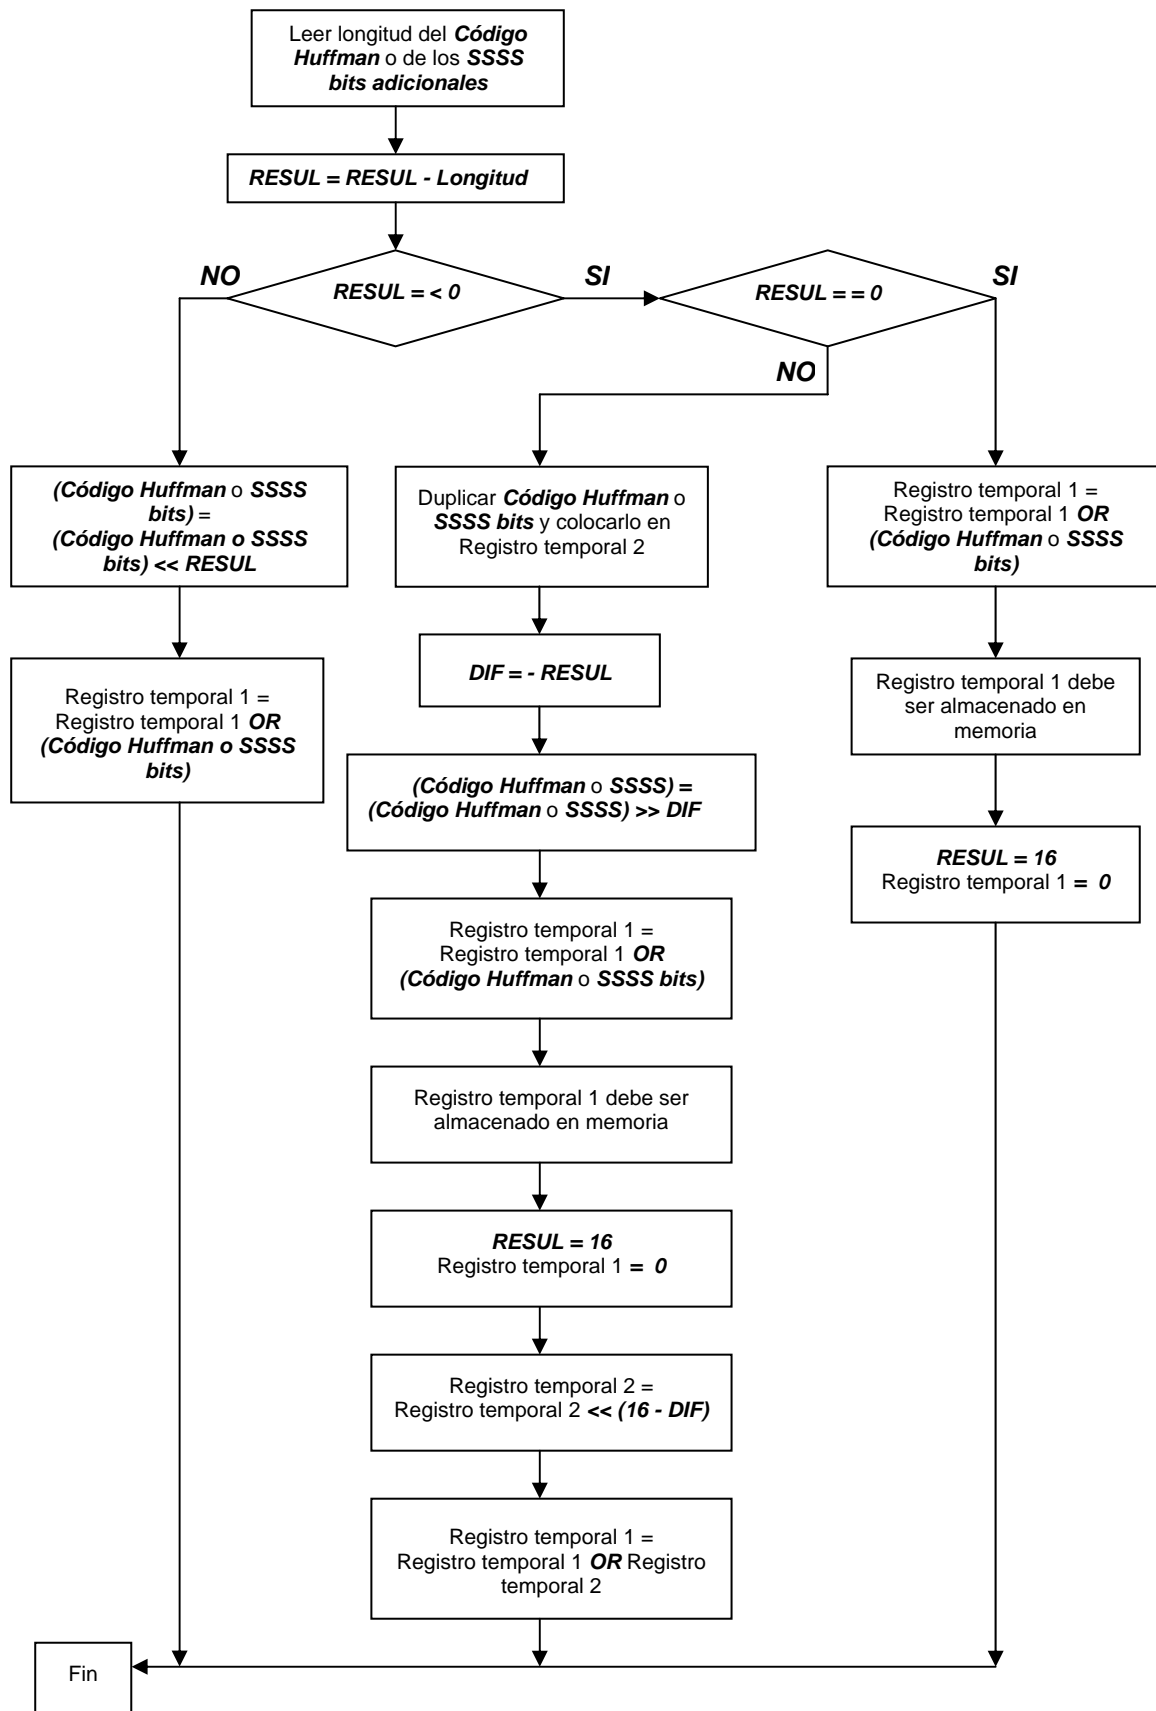 Leer longitud del Código
Huffman o de los SSSS
bits adicionales
RESUL = RESUL - Longitud
NO
RESUL = < 0
SI
RESUL = = 0
SI
NO
(Código Huffman o SSSS
bits) =
(Código Huffman o SSSS
bits) << RESUL
Registro temporal 1 =
Registro temporal 1 OR
(Código Huffman o SSSS
bits)
Duplicar Código Huffman o
SSSS bits y colocarlo en
Registro temporal 2
DIF = - RESUL
(Código Huffman o SSSS) =
(Código Huffman o SSSS) >> DIF
Registro temporal 1 =
Registro temporal 1 OR
(Código Huffman o SSSS bits)
Registro temporal 1 debe ser
almacenado en memoria
RESUL = 16
Registro temporal 1 = 0
Registro temporal 2 =
Registro temporal 2 << (16 - DIF)
Registro temporal 1 =
Registro temporal 1 OR Registro
temporal 2
Registro temporal 1 =
Registro temporal 1 OR
(Código Huffman o SSSS
bits)
Registro temporal 1 debe
ser almacenado en
memoria
RESUL = 16
Registro temporal 1 = 0
Fin